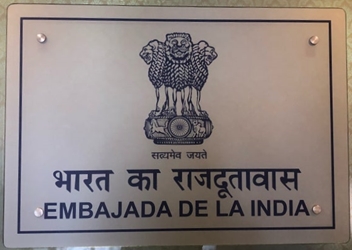 सत्यमेव जयते
भारत का राजदूतावास
EMBAJADA DE LA INDIA